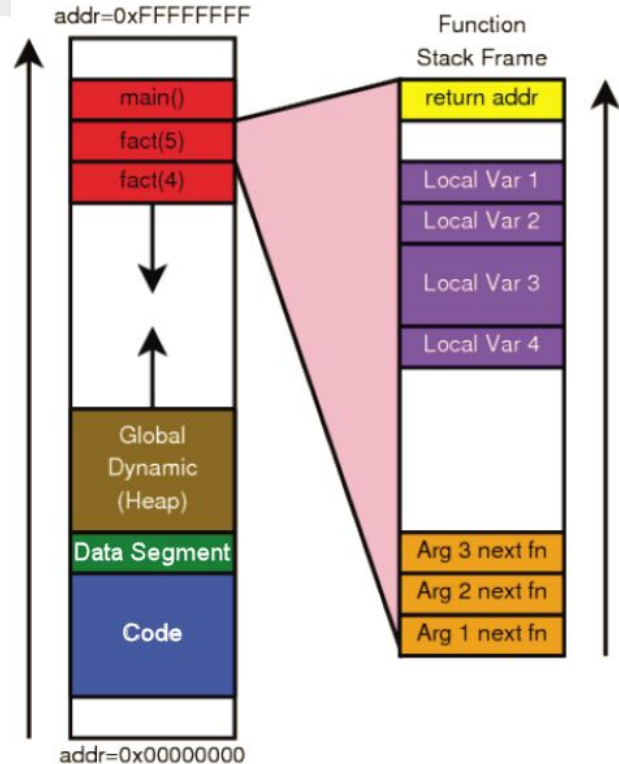 addr=0xFFFFFFFF
main()
fact(5)
fact(4)
Global
Dynamic
(Heap)
Data Segment
Code
addr=0x00000000
Function
Stack Frame
return addr
Local Var 1
Local Var 2
Local Var 3
Local Var 4
Arg 3 next fn
Arg 2 next fn
Arg 1 next fn